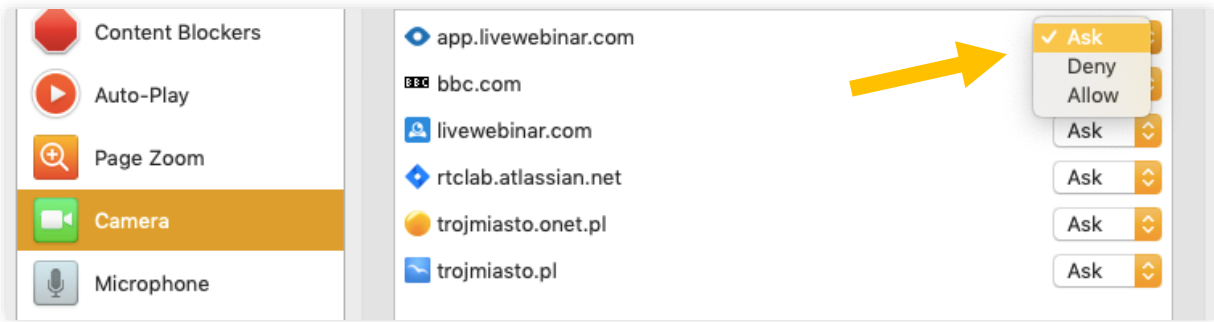 Content Blockers
Auto-Play
Page Zoom
Camera
Microphone
app.livewebinar.com
Ask
Deny
Allow
BBC bbc.com
livewebinar.com Ask
rtclab.atlassian.net Ask
trojmiasto.onet.pl Ask
trojmiasto.pl Ask